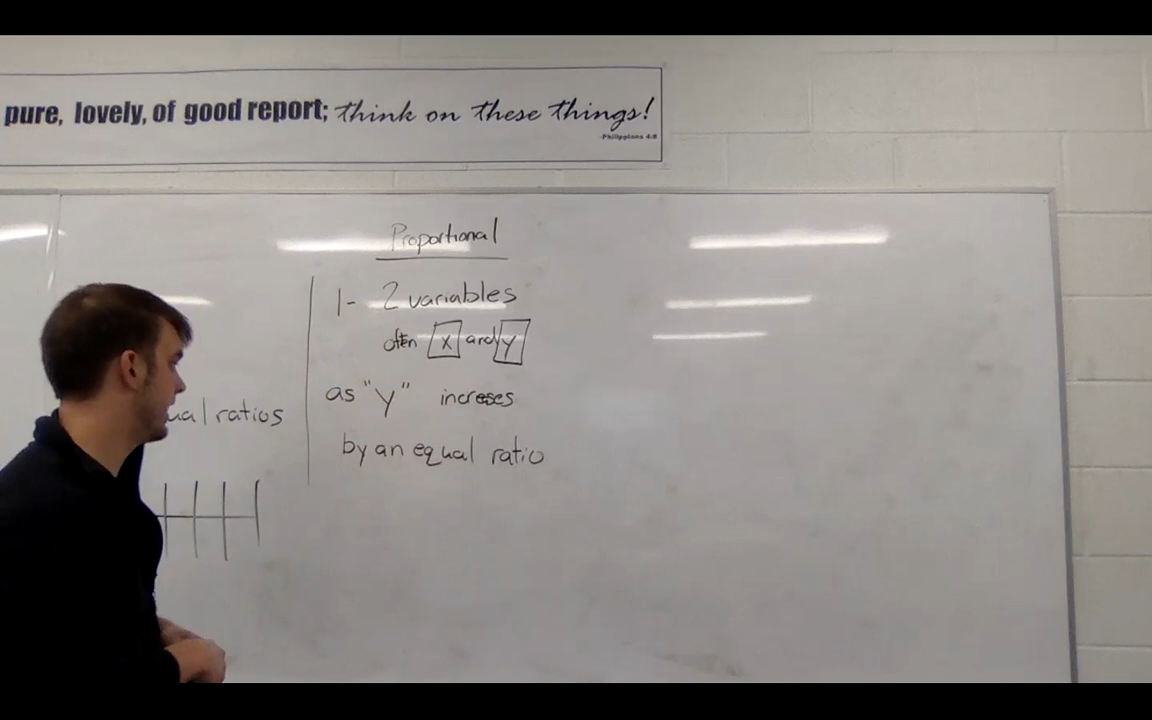 pure, lovely, of good report; think on these things!
-Philippians 4:8
Proportional
1- 2 variables
often x and y
as "y" increses
ual ratios
by an equal ratio